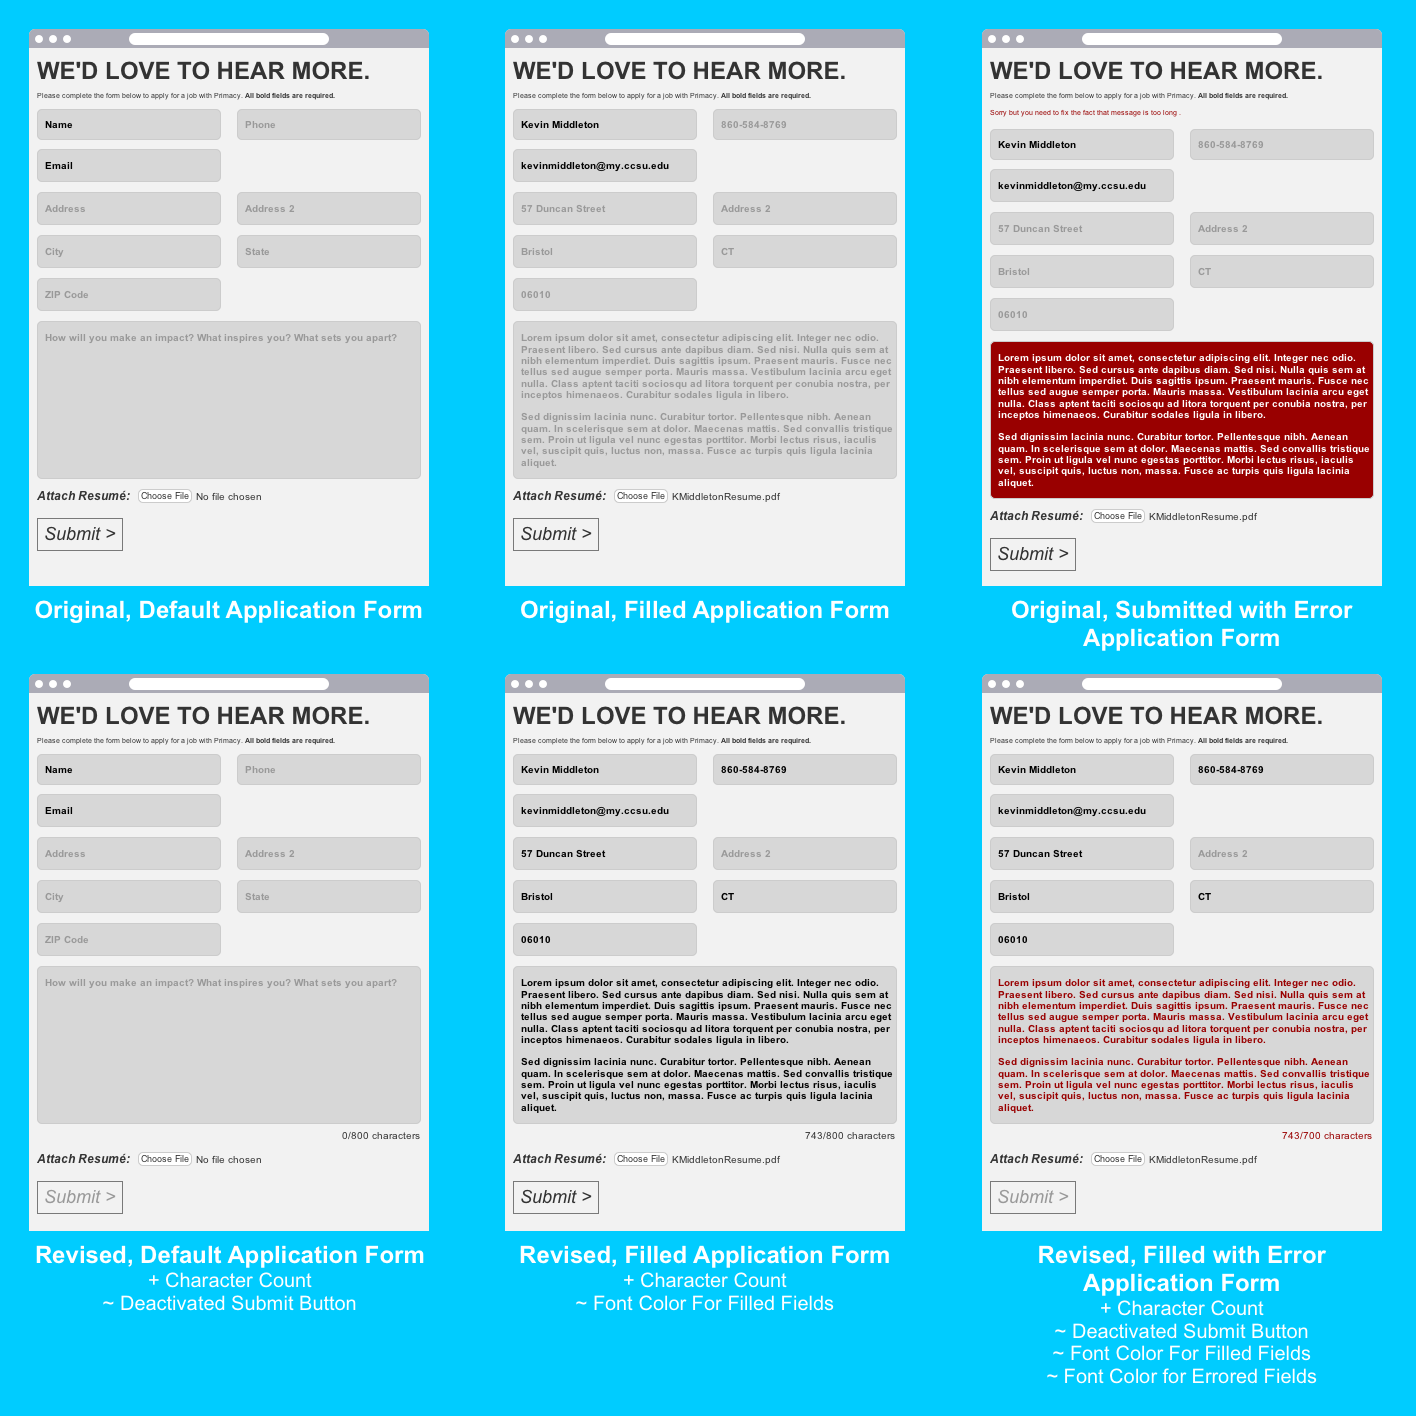 WE'D LOVE TO HEAR MORE.
Please complete the form below to apply for a job with Primacy. All bold fields are required.
Name
Phone
Email
Address
Address 2
City
State
ZIP Code
How will you make an impact? What inspires you? What sets you apart?
Attach Resumé:
Choose File
No file chosen
Submit >
Original, Default Application Form
WE'D LOVE TO HEAR MORE.
Please complete the form below to apply for a job with Primacy. All bold fields are required.
Kevin Middleton
860-584-8769
kevinmiddleton@my.ccsu.edu
57 Duncan Street
Address 2
Bristol
CT
06010
Lorem ipsum dolor sit amet, consectetur adipiscing elit. Integer nec odio.
Praesent libero. Sed cursus ante dapibus diam. Sed nisi. Nulla quis sem at
nibh elementum imperdiet. Duis sagittis ipsum. Praesent mauris. Fusce nec
tellus sed augue semper porta. Mauris massa. Vestibulum lacinia arcu eget
nulla. Class aptent taciti sociosqu ad litora torquent per conubia nostra, per
inceptos himenaeos. Curabitur sodales ligula in libero.
Sed dignissim lacinia nunc. Curabitur tortor. Pellentesque nibh. Aenean
quam. In scelerisque sem at dolor. Maecenas mattis. Sed convallis tristique
sem. Proin ut ligula vel nunc egestas porttitor. Morbi lectus risus, iaculis
vel, suscipit quis, luctus non, massa. Fusce ac turpis quis ligula lacinia
aliquet.
Attach Resumé:
Choose File
KMiddletonResume.pdf
Submit >
Original, Filled Application Form
WE'D LOVE TO HEAR MORE.
Please complete the form below to apply for a job with Primacy. All bold fields are required.
Sorry but you need to fix the fact that message is too long .
Kevin Middleton
860-584-8769
kevinmiddleton@my.ccsu.edu
57 Duncan Street
Address 2
Bristol
CT
06010
Lorem ipsum dolor sit amet, consectetur adipiscing elit. Integer nec odio.
Praesent libero. Sed cursus ante dapibus diam. Sed nisi. Nulla quis sem at
nibh elementum imperdiet. Duis sagittis ipsum. Praesent mauris. Fusce nec
tellus sed augue semper porta. Mauris massa. Vestibulum lacinia arcu eget
nulla. Class aptent taciti sociosqu ad litora torquent per conubia nostra, per
inceptos himenaeos. Curabitur sodales ligula in libero.
Sed dignissim lacinia nunc. Curabitur tortor. Pellentesque nibh. Aenean
quam. In scelerisque sem at dolor. Maecenas mattis. Sed convallis tristique
sem. Proin ut ligula vel nunc egestas porttitor. Morbi lectus risus, iaculis
vel, suscipit quis, luctus non, massa. Fusce ac turpis quis ligula lacinia
aliquet.
Attach Resumé:
Choose File
KMiddletonResume.pdf
Submit >
Original, Submitted with Error
Application Form
WE'D LOVE TO HEAR MORE.
Please complete the form below to apply for a job with Primacy. All bold fields are required.
Name
Phone
Email
Address
Address 2
City
State
ZIP Code
How will you make an impact? What inspires you? What sets you apart?
0/800 characters
Attach Resumé:
Choose File
No file chosen
Submit >
Revised, Default Application Form
+ Character Count
~ Deactivated Submit Button
WE'D LOVE TO HEAR MORE.
Please complete the form below to apply for a job with Primacy. All bold fields are required.
Kevin Middleton
860-584-8769
kevinmiddleton@my.ccsu.edu
57 Duncan Street
Address 2
Bristol
CT
06010
Lorem ipsum dolor sit amet, consectetur adipiscing elit. Integer nec odio.
Praesent libero. Sed cursus ante dapibus diam. Sed nisi. Nulla quis sem at
nibh elementum imperdiet. Duis sagittis ipsum. Praesent mauris. Fusce nec
tellus sed augue semper porta. Mauris massa. Vestibulum lacinia arcu eget
nulla. Class aptent taciti sociosqu ad litora torquent per conubia nostra, per
inceptos himenaeos. Curabitur sodales ligula in libero.
Sed dignissim lacinia nunc. Curabitur tortor. Pellentesque nibh. Aenean
quam. In scelerisque sem at dolor. Maecenas mattis. Sed convallis tristique
sem. Proin ut ligula vel nunc egestas porttitor. Morbi lectus risus, iaculis
vel, suscipit quis, luctus non, massa. Fusce ac turpis quis ligula lacinia
aliquet.
743/800 characters
Attach Resumé:
Choose File
KMiddletonResume.pdf
Submit >
Revised, Filled Application Form
+ Character Count
~ Font Color For Filled Fields
WE'D LOVE TO HEAR MORE.
Please complete the form below to apply for a job with Primacy. All bold fields are required.
Kevin Middleton
860-584-8769
kevinmiddleton@my.ccsu.edu
57 Duncan Street
Address 2
Bristol
CT
06010
Lorem ipsum dolor sit amet, consectetur adipiscing elit. Integer nec odio.
Praesent libero. Sed cursus ante dapibus diam. Sed nisi. Nulla quis sem at
nibh elementum imperdiet. Duis sagittis ipsum. Praesent mauris. Fusce nec
tellus sed augue semper porta. Mauris massa. Vestibulum lacinia arcu eget
nulla. Class aptent taciti sociosqu ad litora torquent per conubia nostra, per
inceptos himenaeos. Curabitur sodales ligula in libero.
Sed dignissim lacinia nunc. Curabitur tortor. Pellentesque nibh. Aenean
quam. In scelerisque sem at dolor. Maecenas mattis. Sed convallis tristique
sem. Proin ut ligula vel nunc egestas porttitor. Morbi lectus risus, iaculis
vel, suscipit quis, luctus non, massa. Fusce ac turpis quis ligula lacinia
aliquet.
743/700 characters
Attach Resumé:
Choose File
KMiddletonResume.pdf
Submit >
Revised, Filled with Error
Application Form
+ Character Count
~ Deactivated Submit Button
~ Font Color For Filled Fields
~ Font Color for Errored Fields